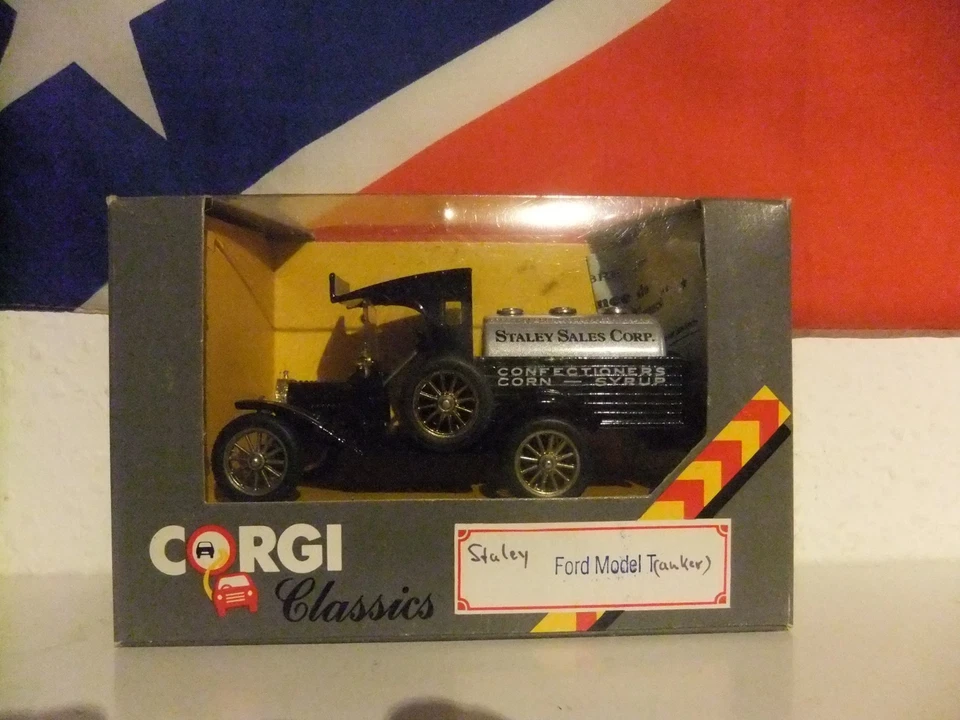 STALEY SALES CORP.
CONFECTIONER'S
CORN — SYRUP
CORGI
Classics
Staley Ford Model T(anker)